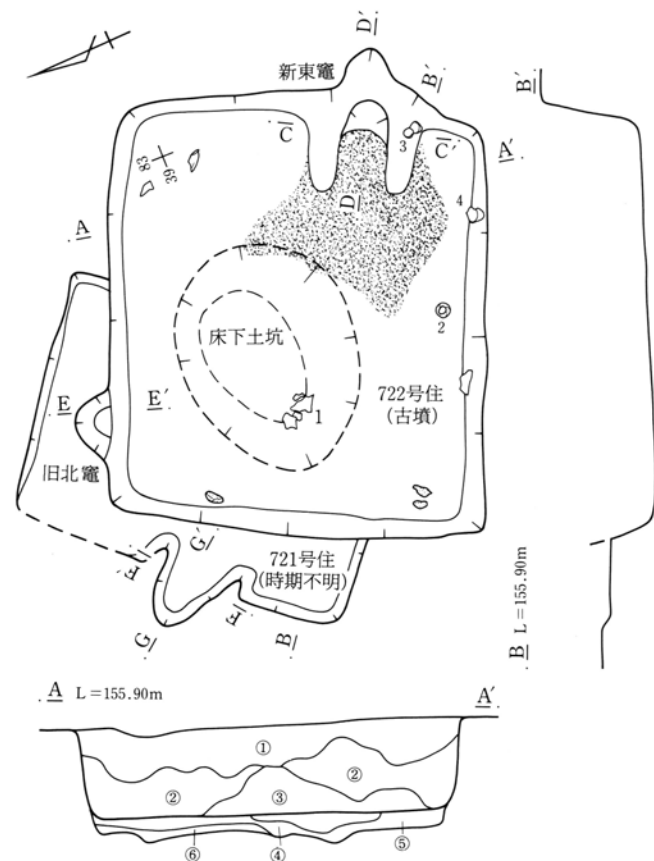 D′
新東竈
B′
B′
C
3
C′
A′
83
39
4
D
A
2
床下土坑
E
E′
722号住
(古墳)
1
旧北竈
G′
F′
721号住
(時期不明)
F
G
B
B L=155.90m
A L=155.90m
A′
①
②
②
③
⑥
④
⑤